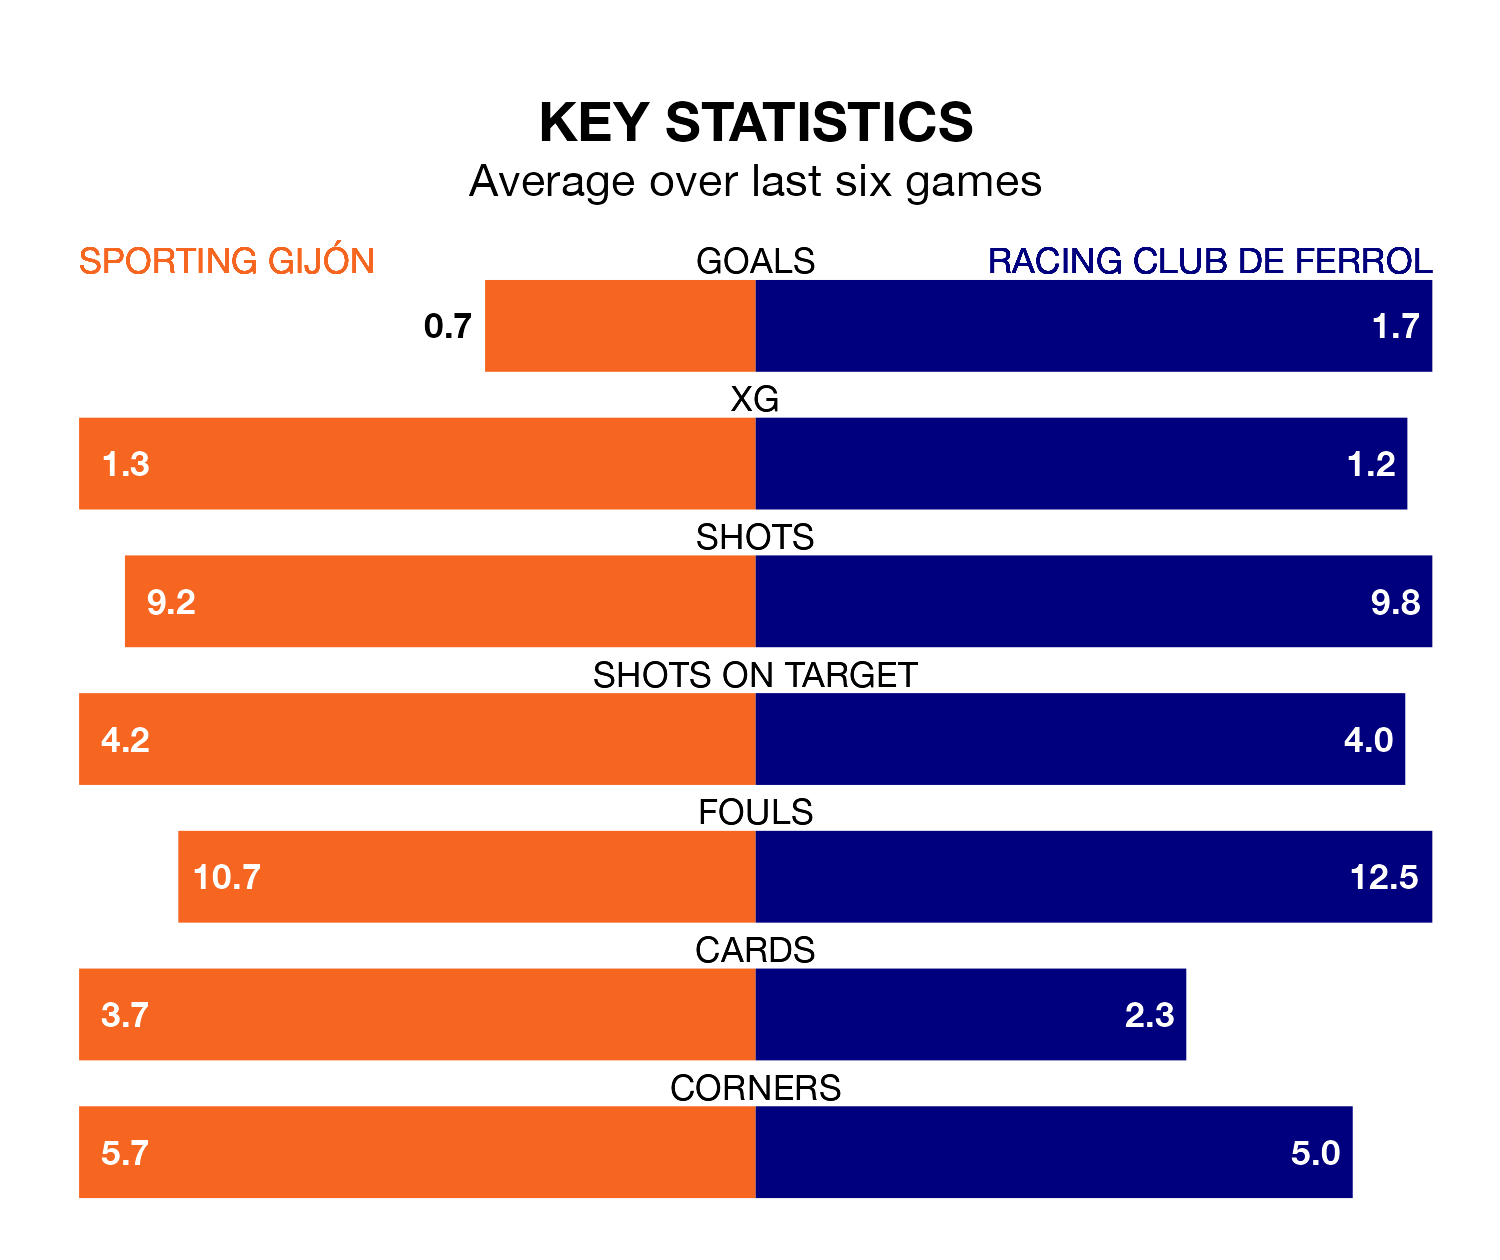 KEY STATISTICS
Average over last six games
SPORTING GIJÓN GOALS RACING CLUB DE FERROL
0.7 1.7
XG
1.3 1.2
SHOTS
9.2 9.8
SHOTS ON TARGET
4.2 4.0
FOULS
10.7 12.5
CARDS
3.7 2.3
CORNERS
5.7 5.0